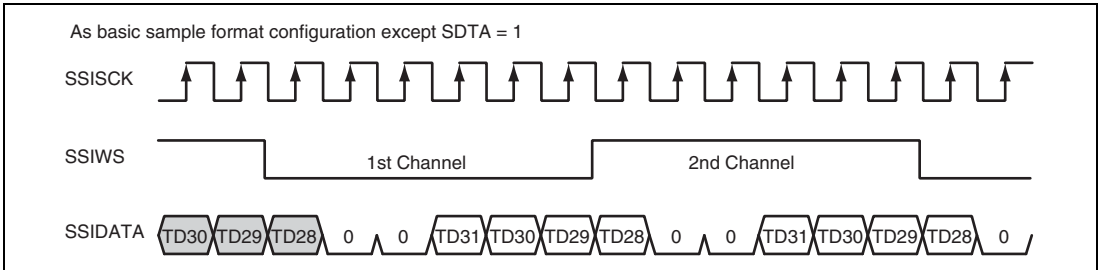 As basic sample format configuration except SDTA = 1
SSISCK
SSIWS 1st Channel 2nd Channel
SSIDATA TD30 TD29 TD28 0 0 TD31 TD30 TD29 TD28 0 0 TD31 TD30 TD29 TD28 0